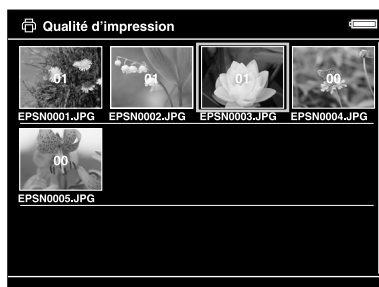 Qualité d'impression
01 01 01 00
EPSN0001.JPG EPSN0002.JPG EPSN0003.JPG EPSN0004.JPG
00
EPSN0005.JPG